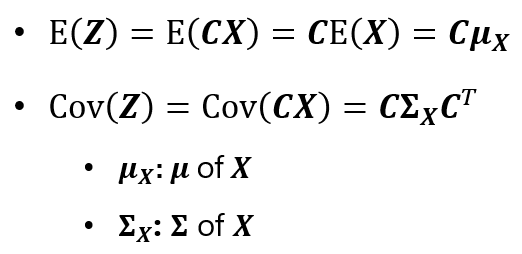 • E(Z) = E(CX) = CE(X) = Cμ_X
• Cov(Z) = Cov(CX) = CΣ_XC^T
• μ_X: μ of X
• Σ_X: Σ of X